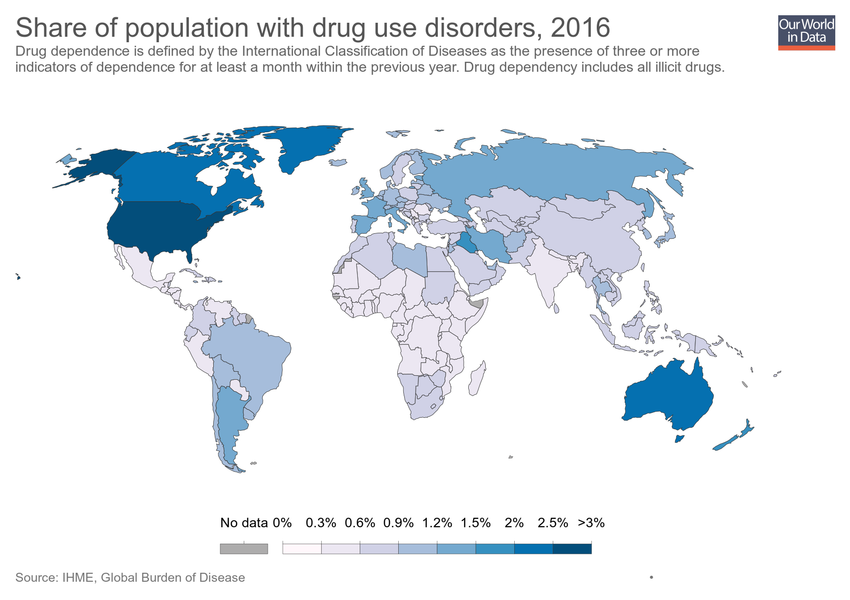 Share of population with drug use disorders, 2016
Our World
in Data
Drug dependence is defined by the International Classification of Diseases as the presence of three or more
indicators of dependence for at least a month within the previous year. Drug dependency includes all illicit drugs.
No data 0% 0.3% 0.6% 0.9% 1.2% 1.5% 2% 2.5% >3%
Source: IHME, Global Burden of Disease